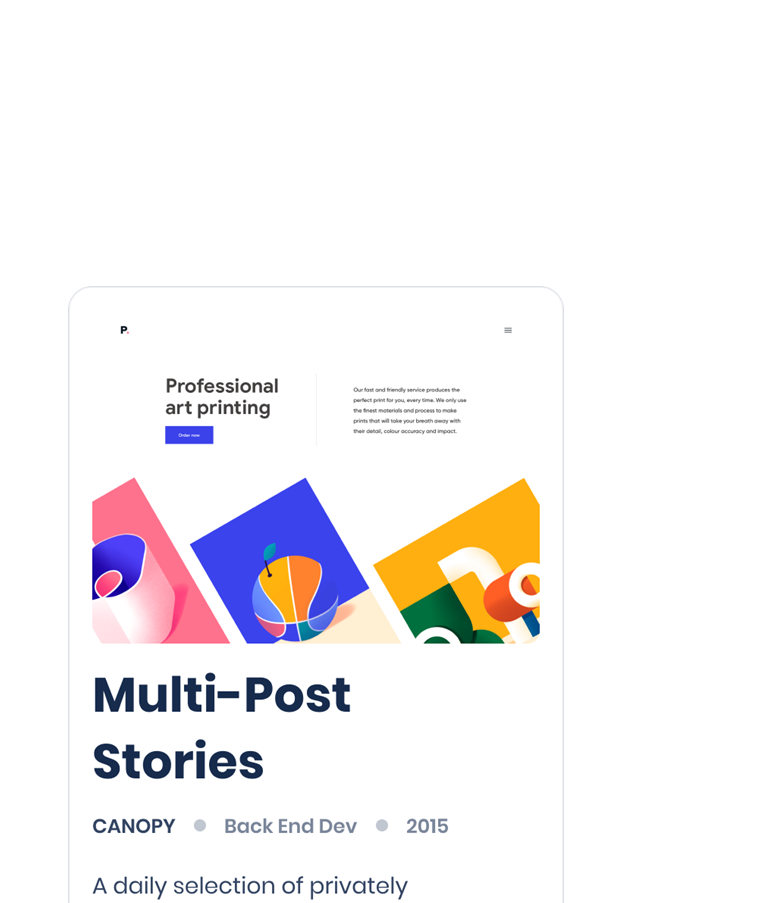 P.
Professional
art printing
Order now
Our fast and friendly service produces the
perfect print for you, every time. We only use
the finest materials and process to make
prints that will take your breath away with
their detail, colour accuracy and impact.
Multi-Post
Stories
CANOPY Back End Dev 2015
A daily selection of privately